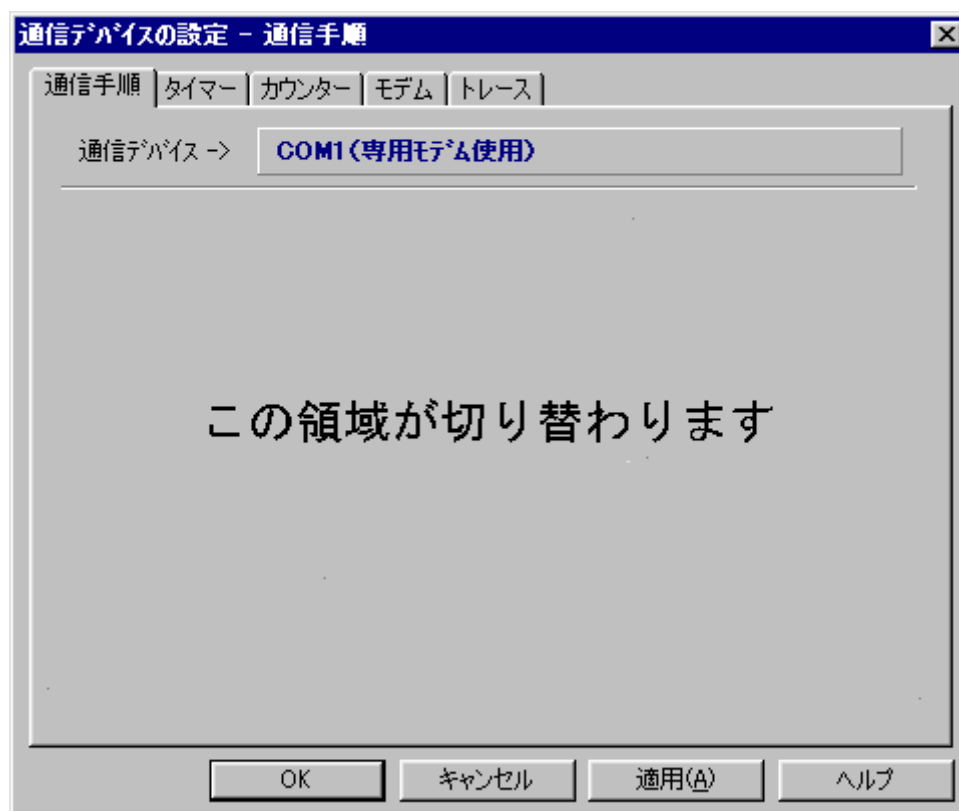 通信ﾃﾞﾊﾞｲｽの設定 - 通信手順
通信手順 タイマー カウンター モデム トレース
通信ﾃﾞﾊﾞｲｽ -> COM1(専用ﾓﾃﾞﾑ使用)
この領域が切り替わります
OK キャンセル 適用(A) ヘルプ